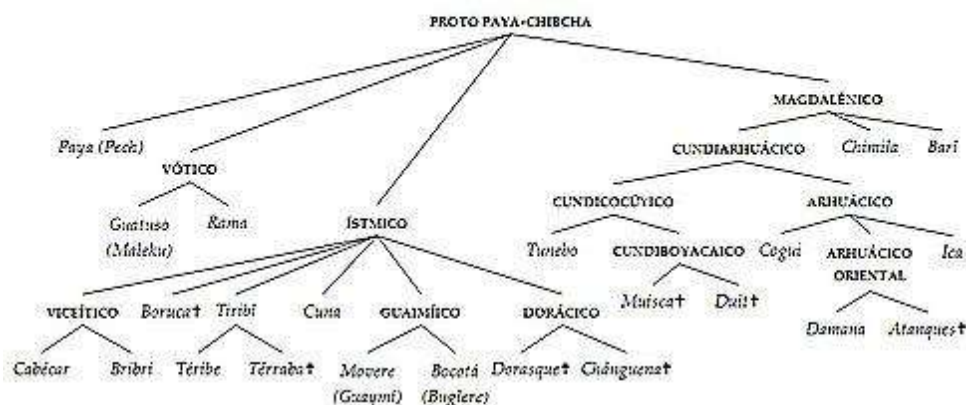 PROTO PAYA-CHIBCHA
MAGDALÉNICO
Paya (Pech)
CUNDIARHUÁCICO
Chimila
Barí
VÓTICO
CUNDICOCÚYICO
ARHUÁCICO
Guatuso
(Maleku)
Rama
ÍSTMICO
Tunebo
CUNDIBOYACAICO
Cogui
ARHUÁCICO
ORIENTAL
Ica
VICEÍTICO
Boruca†
Tiribí
Cuna
GUAIMÍICO
DORÁCICO
Muisca†
Duit†
Damana
Atanques†
Cabécar
Bribri
Téribe
Térraba†
Movere
(Guaymí)
Bocotá
(Buglere)
Dorasque†
Chánguena†